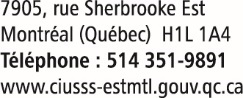 7905, rue Sherbrooke Est
Montréal (Québec)  H1L 1A4
Téléphone : 514 351-9891
www.ciusss-estmtl.gouv.qc.ca